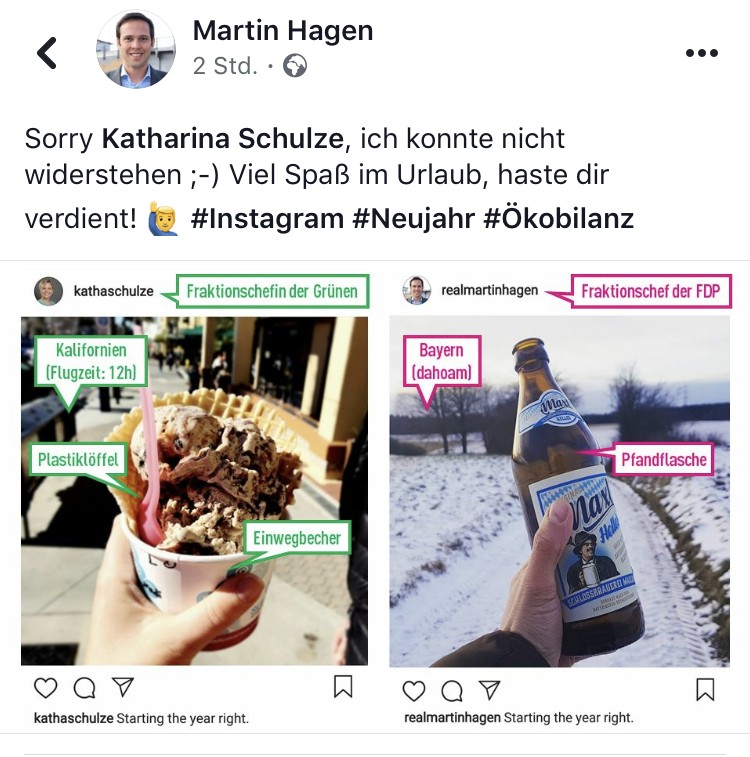 Martin Hagen
2 Std. ·
Sorry Katharina Schulze, ich konnte nicht
widerstehen ;-) Viel Spaß im Urlaub, haste dir
verdient! 🙋‍♂️ #Instagram #Neujahr #Ökobilanz
kathaschulze
Fraktionschefin der Grünen
Kalifornien
(Flugzeit: 12h)
Plastiklöffel
Einwegbecher
kathaschulze Starting the year right.
realmartinhagen
Fraktionschef der FDP
Bayern
(dahoam)
Pfandflasche
Maxl
Helles
realmartinhagen Starting the year right.